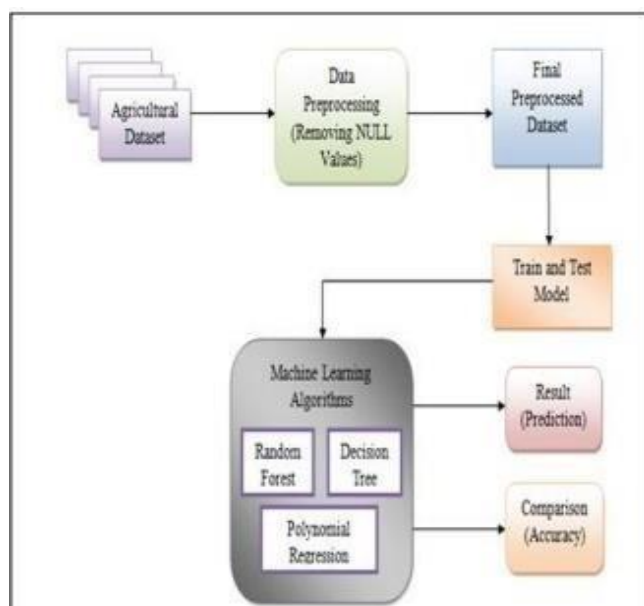 Agricultural
Dataset
Data
Preprocessing
(Removing NULL
Values)
Final
Preprocessed
Dataset
Train and Test
Model
Machine Learning
Algorithms
Random
Forest
Decision
Tree
Polynomial
Regression
Result
(Prediction)
Comparison
(Accuracy)